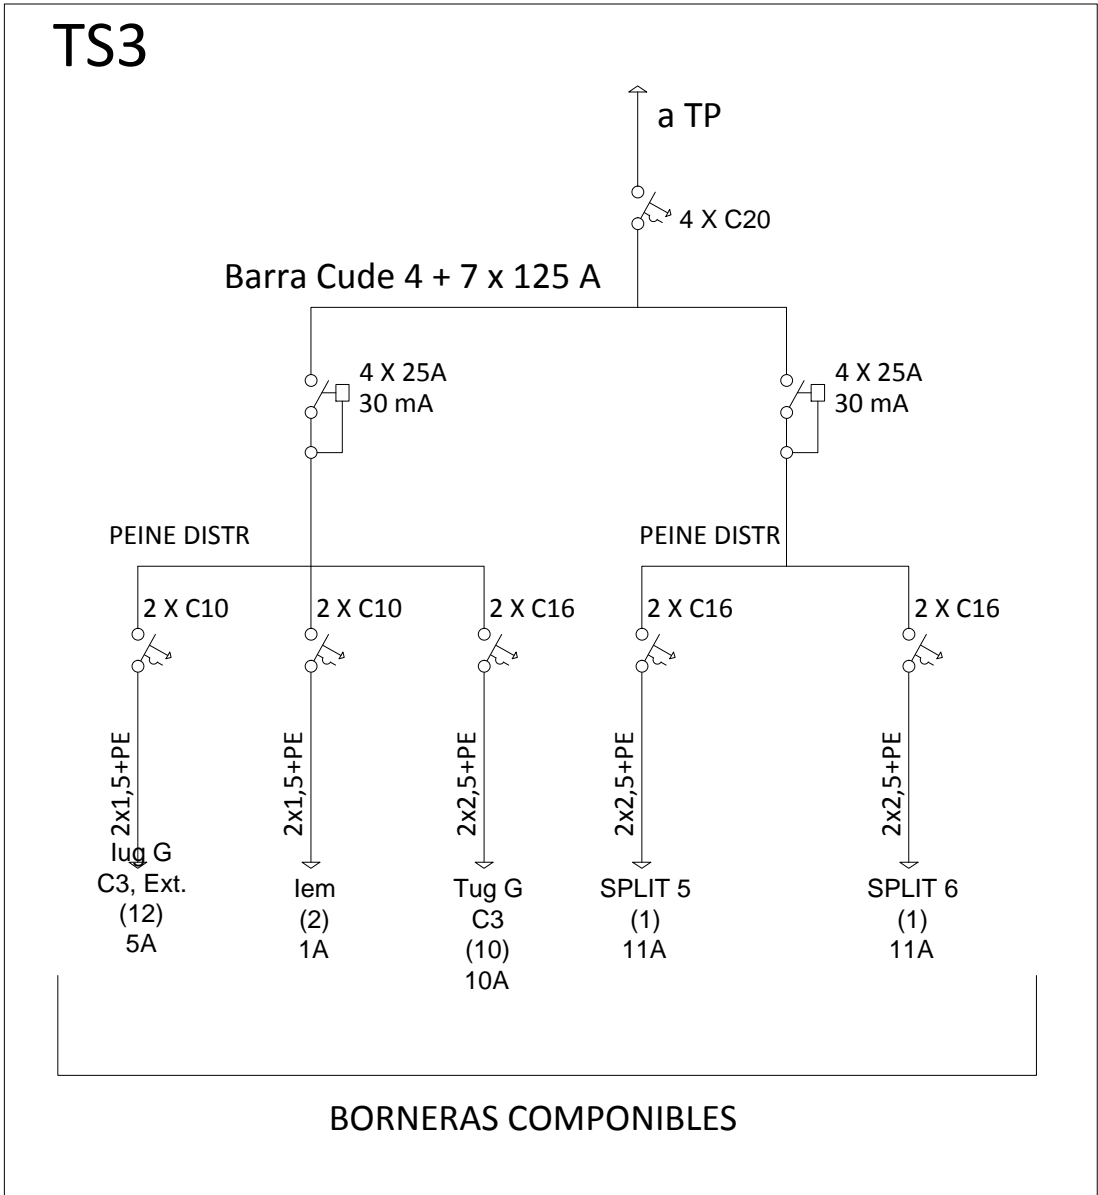 TS3
a TP
4 X C20
Barra Cude 4 + 7 x 125 A
4 X 25A
30 mA
4 X 25A
30 mA
PEINE DISTR
PEINE DISTR
2 X C10
2 X C10
2 X C16
2 X C16
2 X C16
2x1,5+PE
2x1,5+PE
2x2,5+PE
2x2,5+PE
2x2,5+PE
Iug G
C3, Ext.
(12)
5A
Iem
(2)
1A
Tug G
C3
(10)
10A
SPLIT 5
(1)
11A
SPLIT 6
(1)
11A
BORNERAS COMPONIBLES